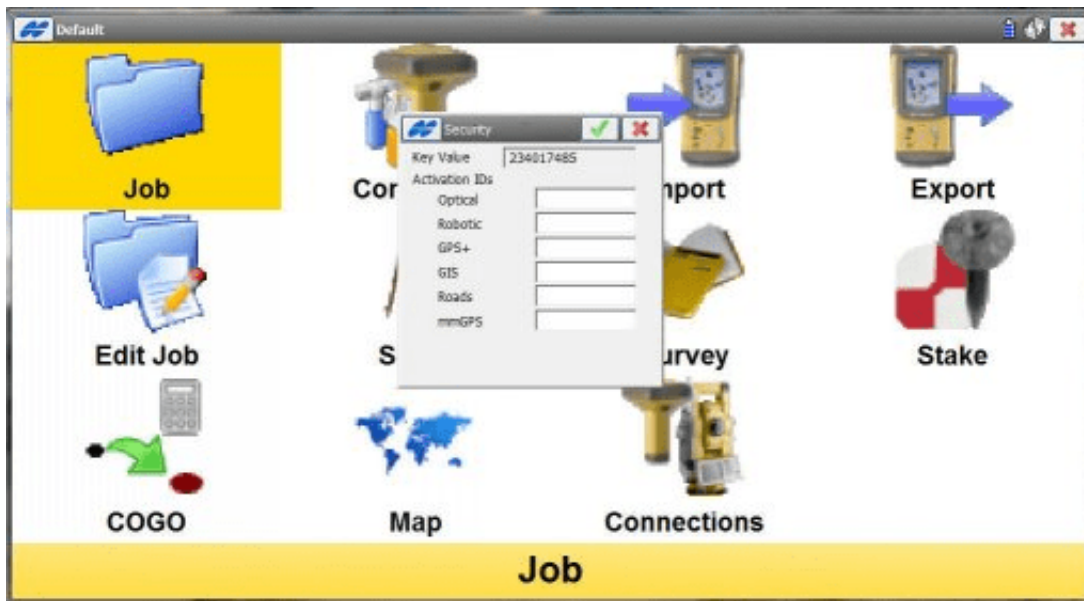 Default
Security
Key Value 234017485
Activation IDs
Optical
Robotic
GPS+
GIS
Roads
mmGPS
Job
Export
Edit Job
Stake
COGO
Map
Connections
Job